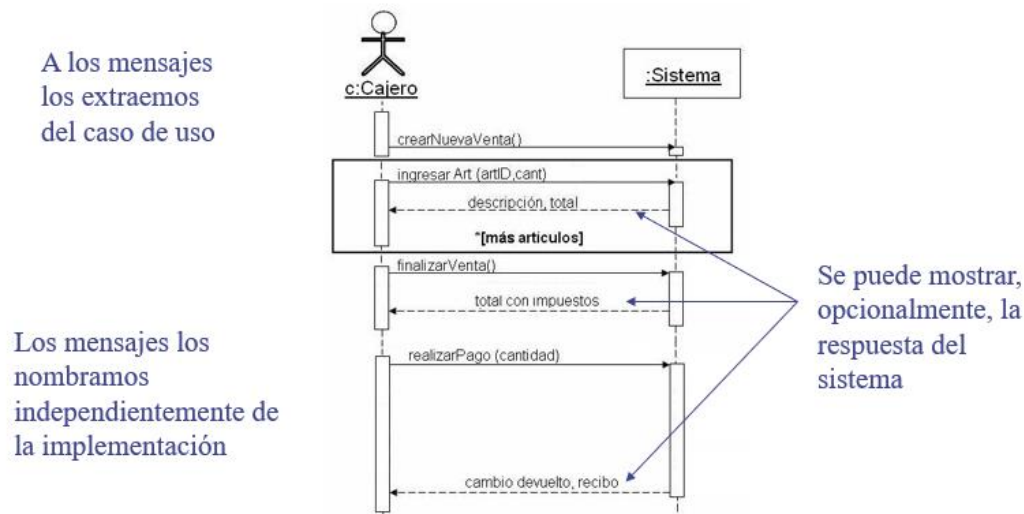 A los mensajes
los extraemos
del caso de uso
c:Cajero
:Sistema
crearNuevaVenta()
ingresar Art (artID,cant)
descripción, total
*[más articulos]
finalizarVenta()
total con impuestos
Se puede mostrar,
opcionalmente, la
respuesta del
sistema
Los mensajes los
nombramos
independientemente de
la implementación
realizarPago (cantidad)
cambio devuelto, recibo